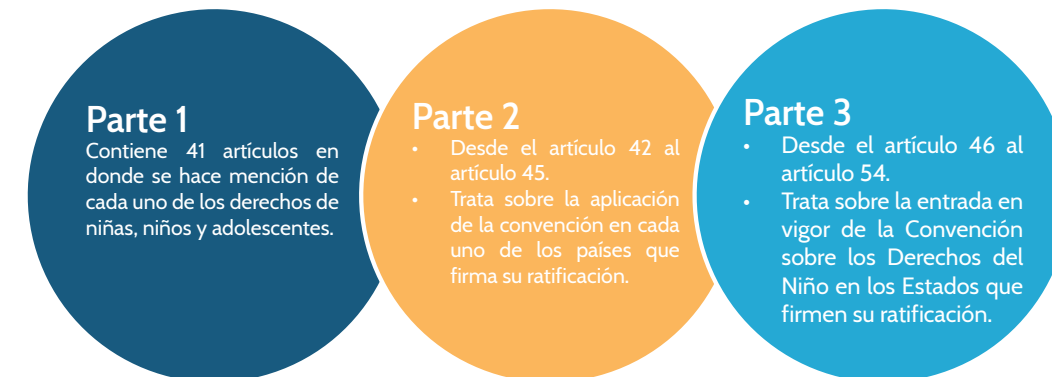 Parte 1
Contiene 41 artículos en
donde se hace mención de
cada uno de los derechos de
niñas, niños y adolescentes.
Parte 2
• Desde el artículo 42 al
artículo 45.
• Trata sobre la aplicación
de la convención en cada
uno de los países que
firma su ratificación.
Parte 3
• Desde el artículo 46 al
artículo 54.
• Trata sobre la entrada en
vigor de la Convención
sobre los Derechos del
Niño en los Estados que
firmen su ratificación.